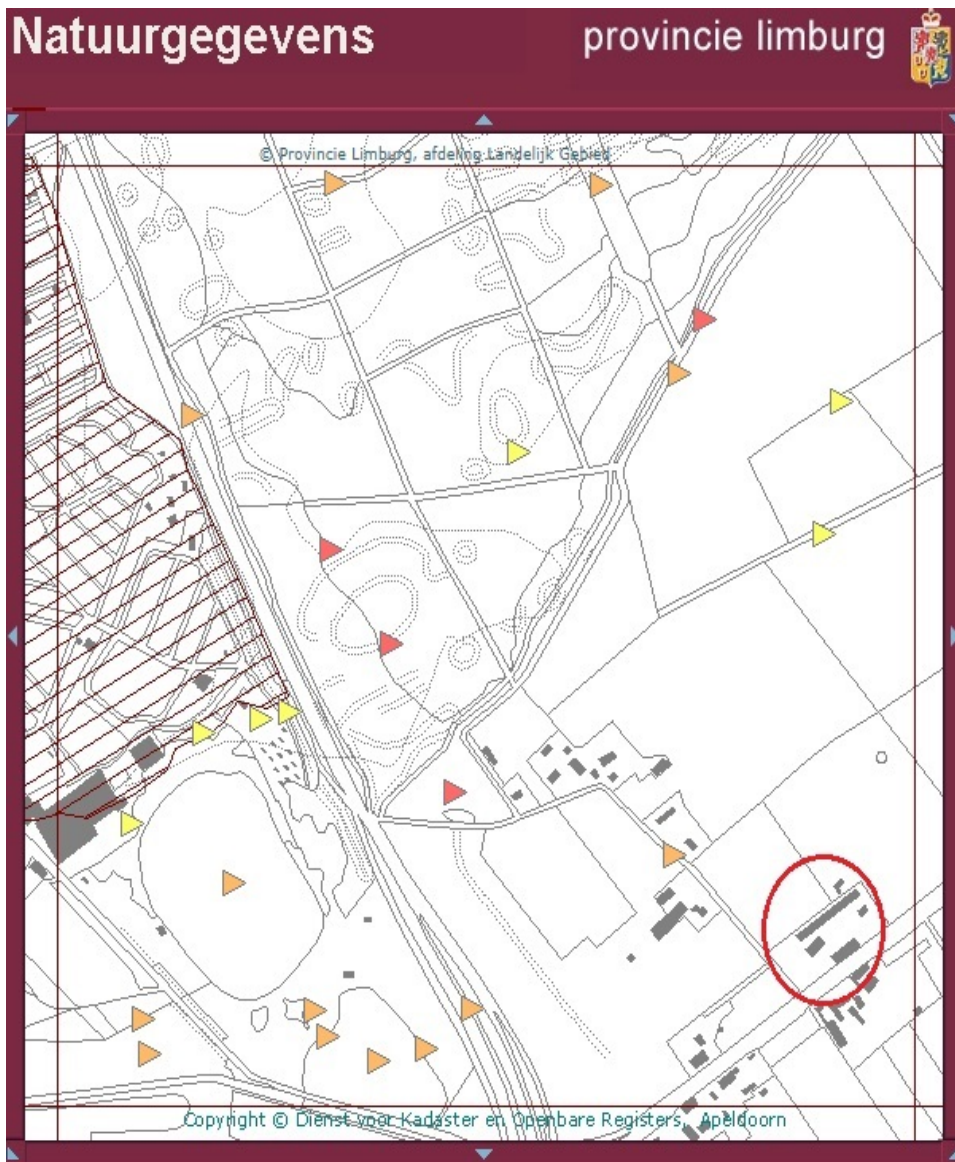 Natuurgegevens
provincie limburg
© Provincie Limburg, afdeling Landelijk Gebied
Copyright © Dienst voor Kadaster en Openbare Registers, Apeldoorn